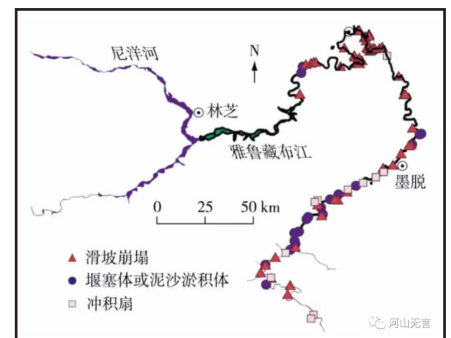 尼洋河
N
林芝
雅鲁藏布江
墨脱
0 25 50 km
滑坡崩塌
堰塞体或泥沙淤积体
冲积扇
河山无言